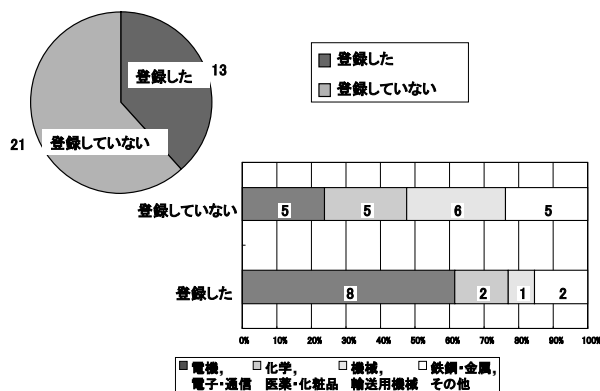 登録した 13
21 登録していない
登録した
登録していない
登録していない 5 5 6 5
登録した 8 2 1 2
0% 10% 20% 30% 40% 50% 60% 70% 80% 90% 100%
電機, 化学, 機械, 鉄鋼・金属,
電子・通信 医薬・化粧品 輸送用機械 その他